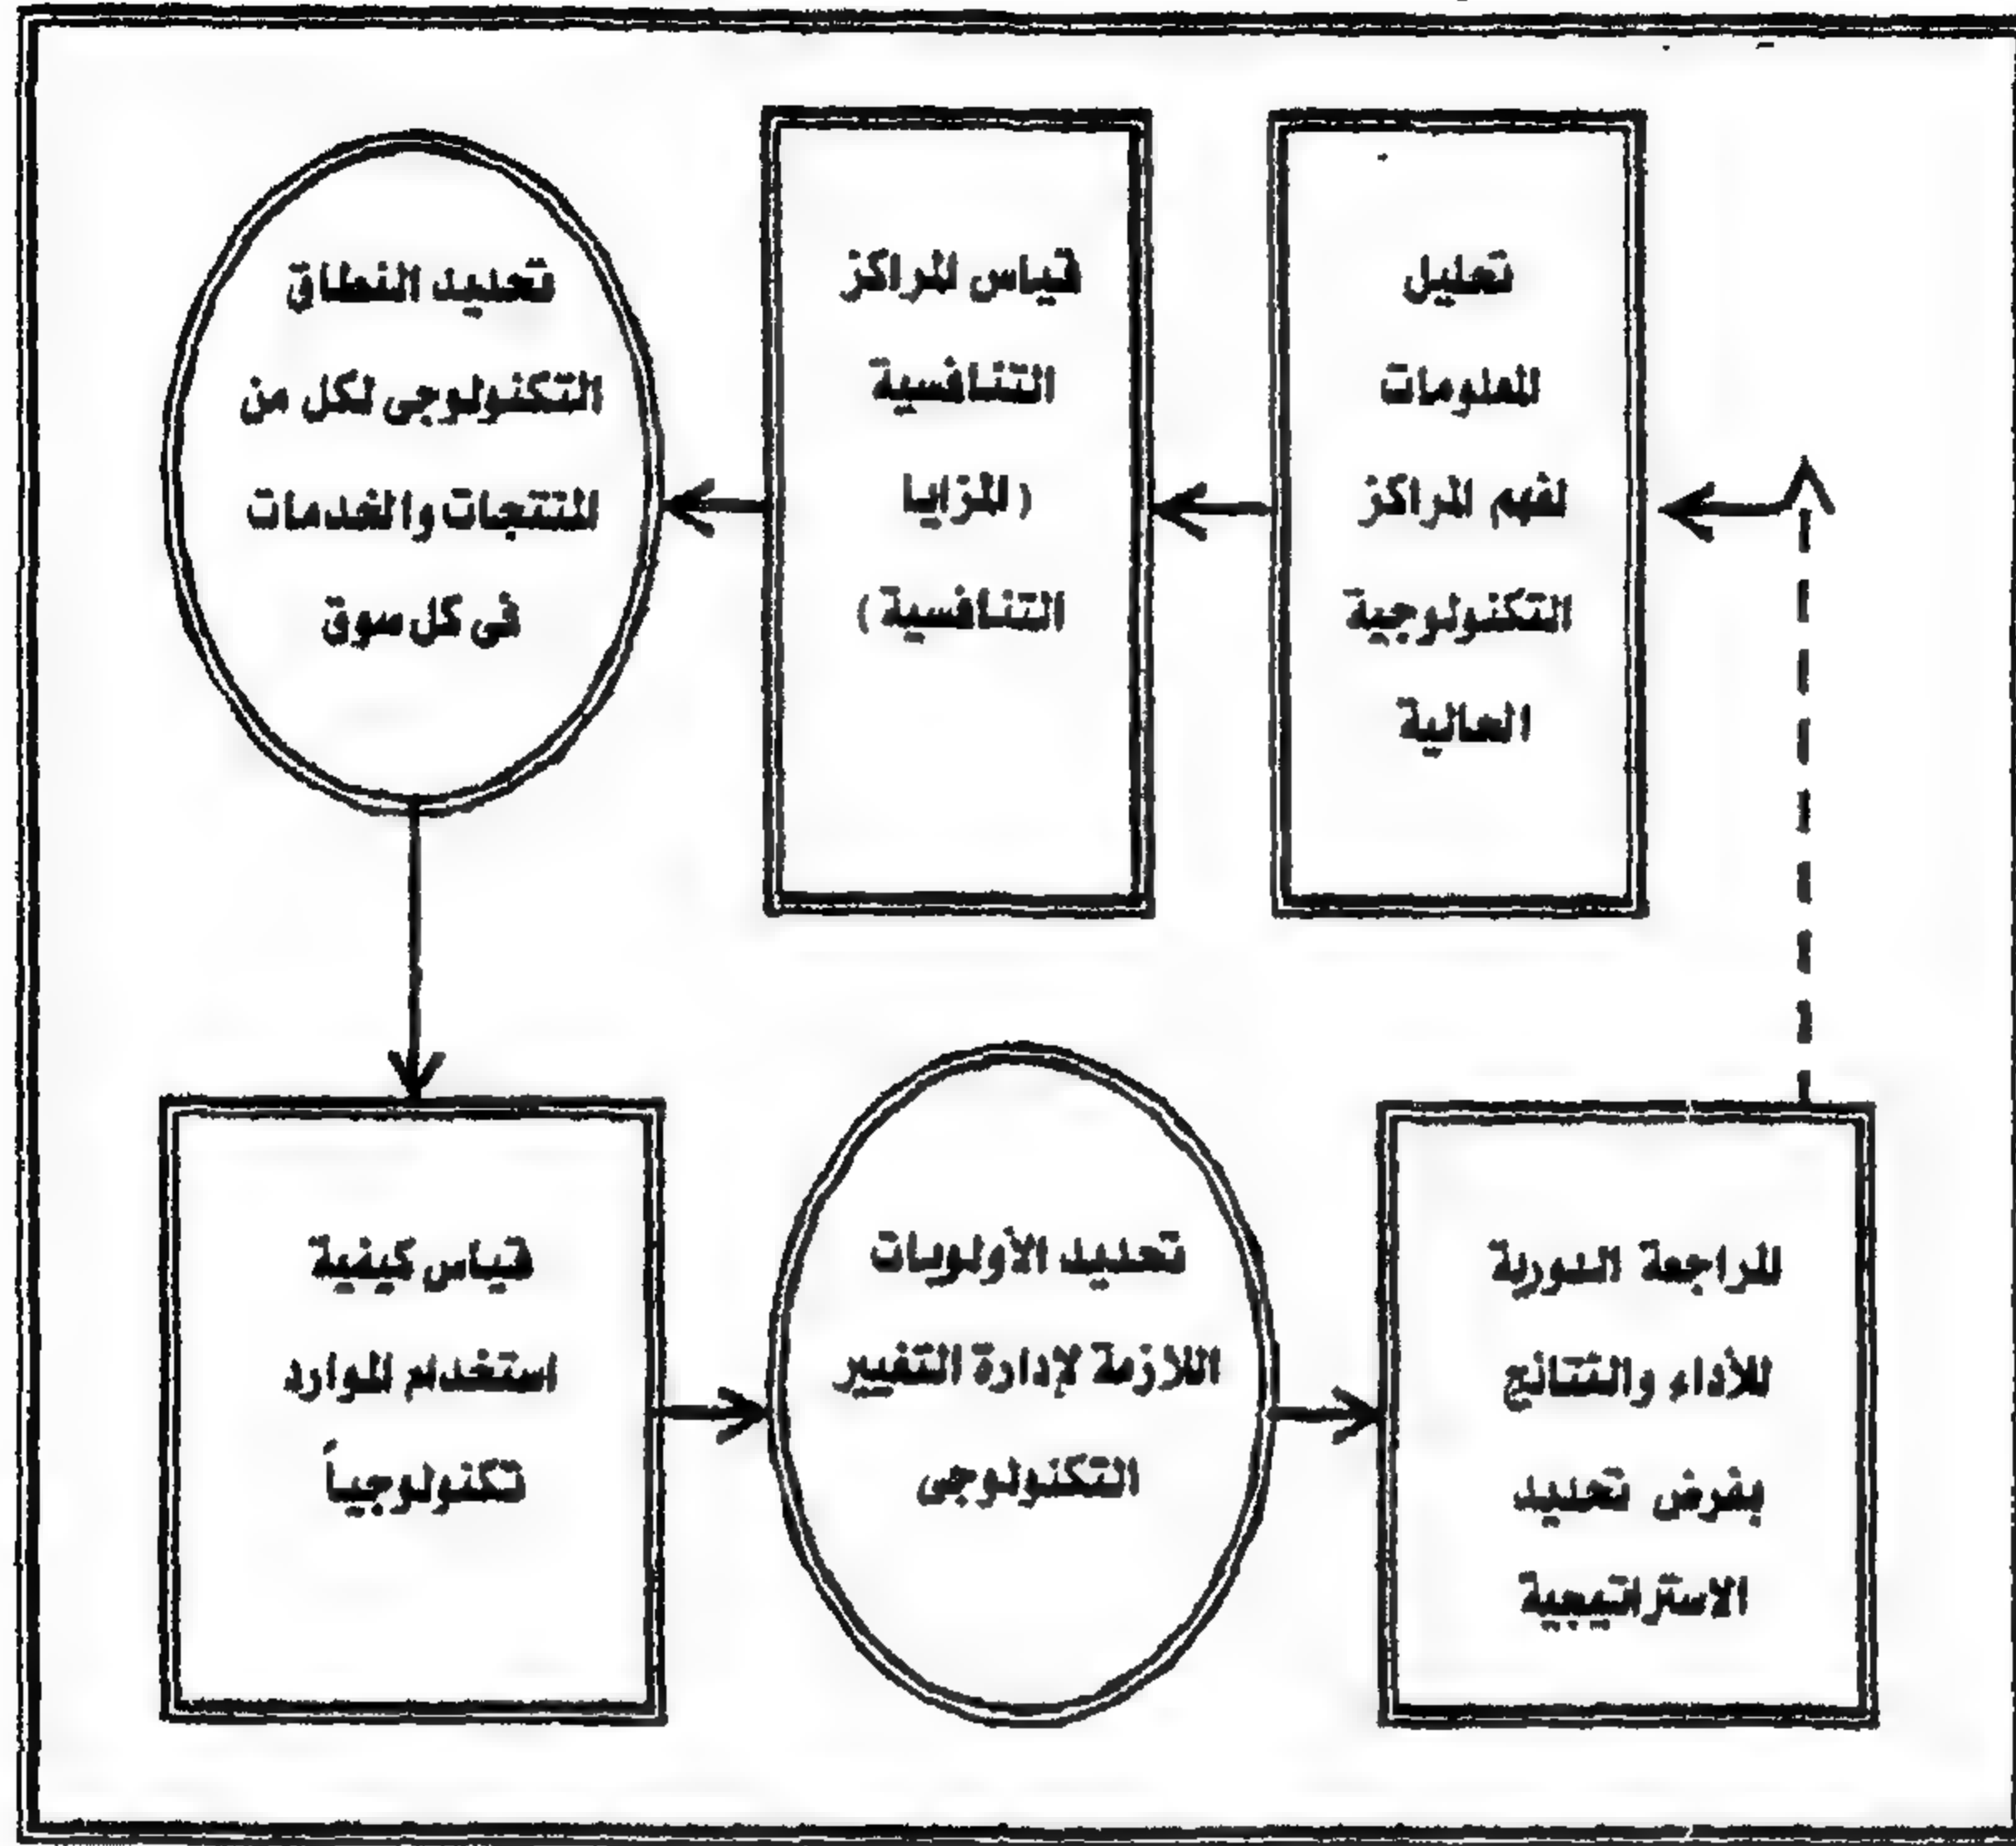 تحليل
المعلومات
لفهم المراكز
التكنولوجية
الحالية
قياس المراكز
التنافسية
( المزايا
التنافسية )
تحديد النطاق
التكنولوجى لكل من
المنتجات والخدمات
فى كل سوق
قياس كيفية
استخدام الموارد
تكنولوجياً
تحديد الأولويات
اللازمة لإدارة التغيير
التكنولوجى
المراجعة الدورية
للأداء والنتائج
بغرض تحديد
الاستراتيجية